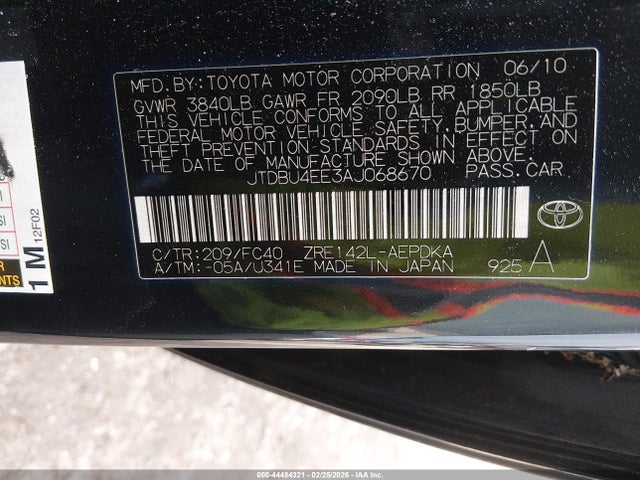 MFD. BY: TOYOTA MOTOR CORPORATION 06/10
GVWR 3840LB GAWR FR 2090LB RR 1850LB
THIS VEHICLE CONFORMS TO ALL APPLICABLE
FEDERAL MOTOR VEHICLE SAFETY, BUMPER, AND
THEFT PREVENTION STANDARDS IN EFFECT ON
THE DATE OF MANUFACTURE SHOWN ABOVE.
JTDBU4EE3AJ068670 PASS. CAR
C/TR: 209/FC40 ZRE142L-AEPDKA
A/TM: -05A/U341E MADE IN JAPAN 925 A
1 M 12F02
000-44484321 - 02/25/2026 - Copyright © IAA, Inc.